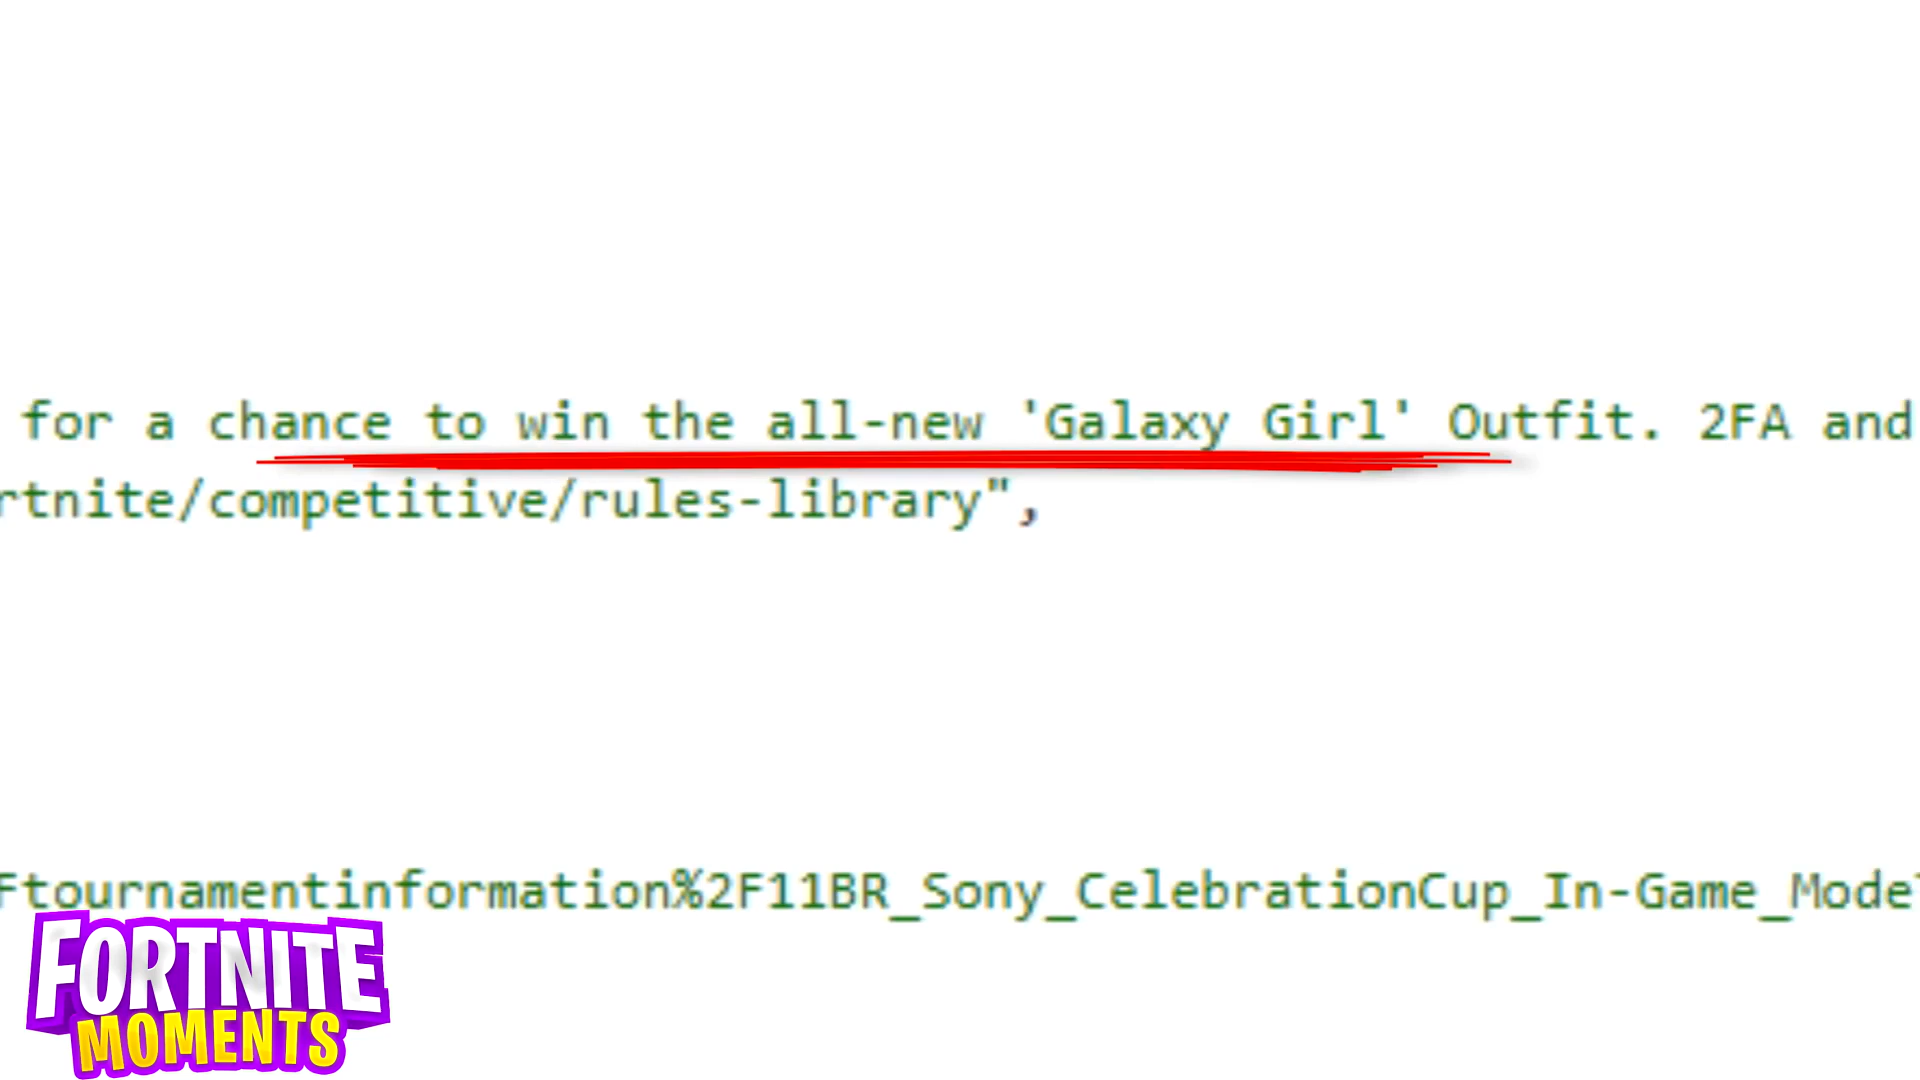 for a chance to win the all-new 'Galaxy Girl' Outfit. 2FA and
rtnite/competitive/rules-library",
Ftournamentinformation%2F11BR_Sony_CelebrationCup_In-Game_Mode
FORTNITE
MOMENTS